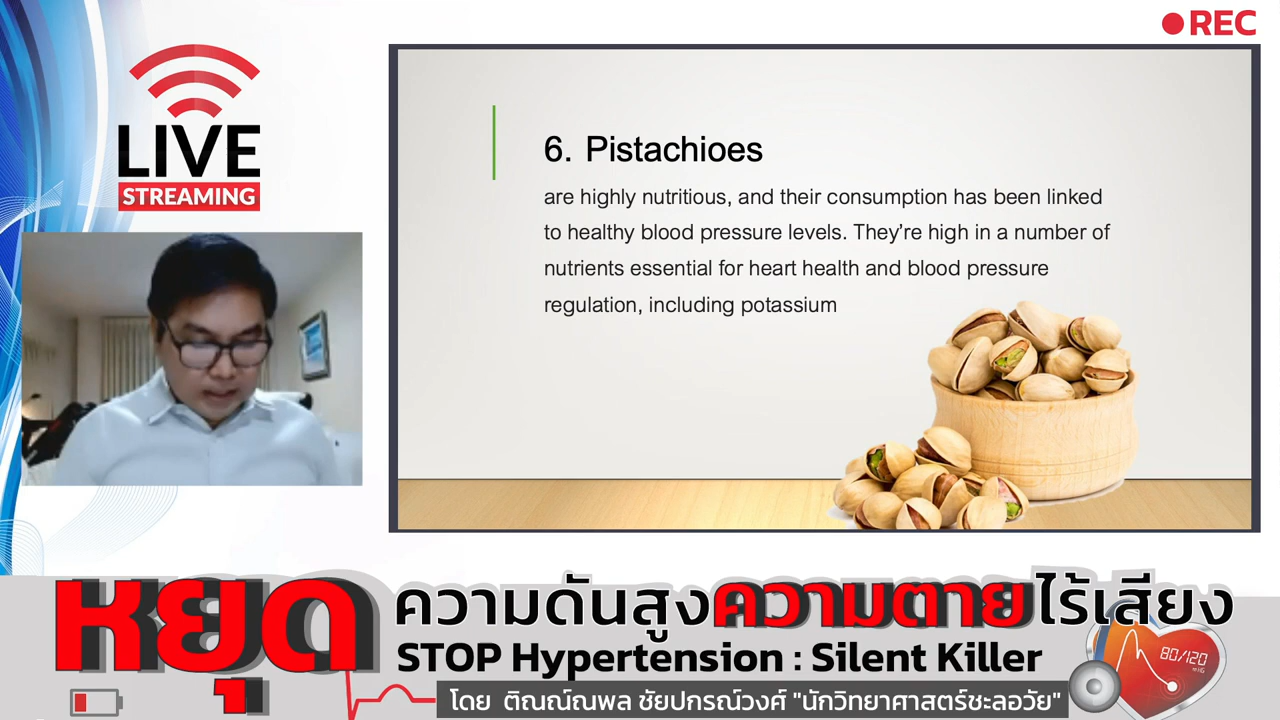 REC
LIVE
STREAMING
6. Pistachioes
are highly nutritious, and their consumption has been linked
to healthy blood pressure levels. They’re high in a number of
nutrients essential for heart health and blood pressure
regulation, including potassium
หยุด ความดันสูงความตายไร้เสียง
STOP Hypertension : Silent Killer
80/120
mmHg
โดย ติณณ์ณพล ชัยปกรณ์วงศ์ "นักวิทยาศาสตร์ชะลอวัย"